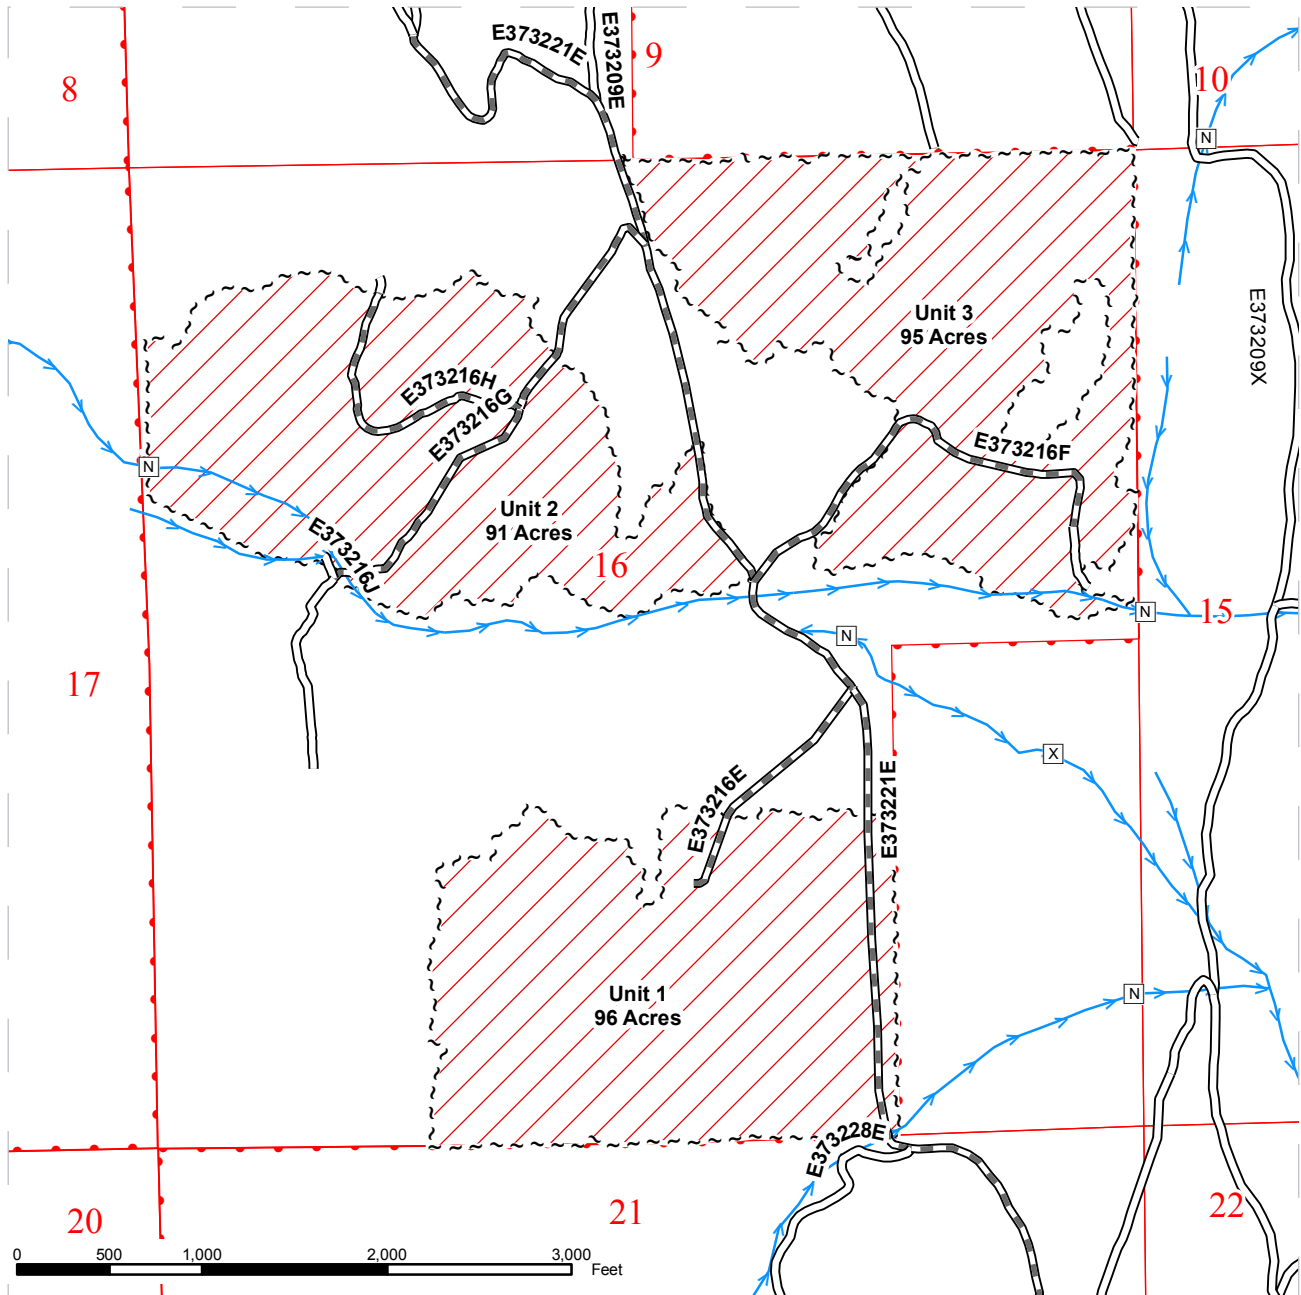 E373221E
E373209E
9
8
10
N
Unit 3
95 Acres
E373209X
E373216H
E373216G
E373216F
N
Unit 2
91 Acres
E373216J
16
N
15
N
17
X
E373216E
E373221E
Unit 1
96 Acres
N
E373228E
20
21
22
0 500 1,000 2,000 3,000
Feet